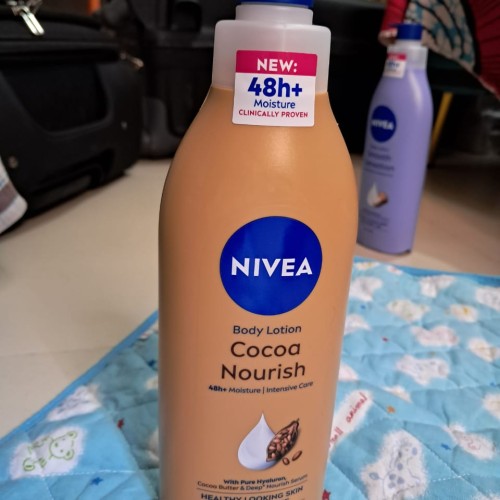 NEW:
48h+
Moisture
CLINICALLY PROVEN
NIVEA
Body Lotion
Cocoa
Nourish
48h+ Moisture | Intensive Care
With Pure Hyaluron,
Cocoa Butter & Deep⁺ Nourish Serum
HEALTHY LOOKING SKIN
NIVEA